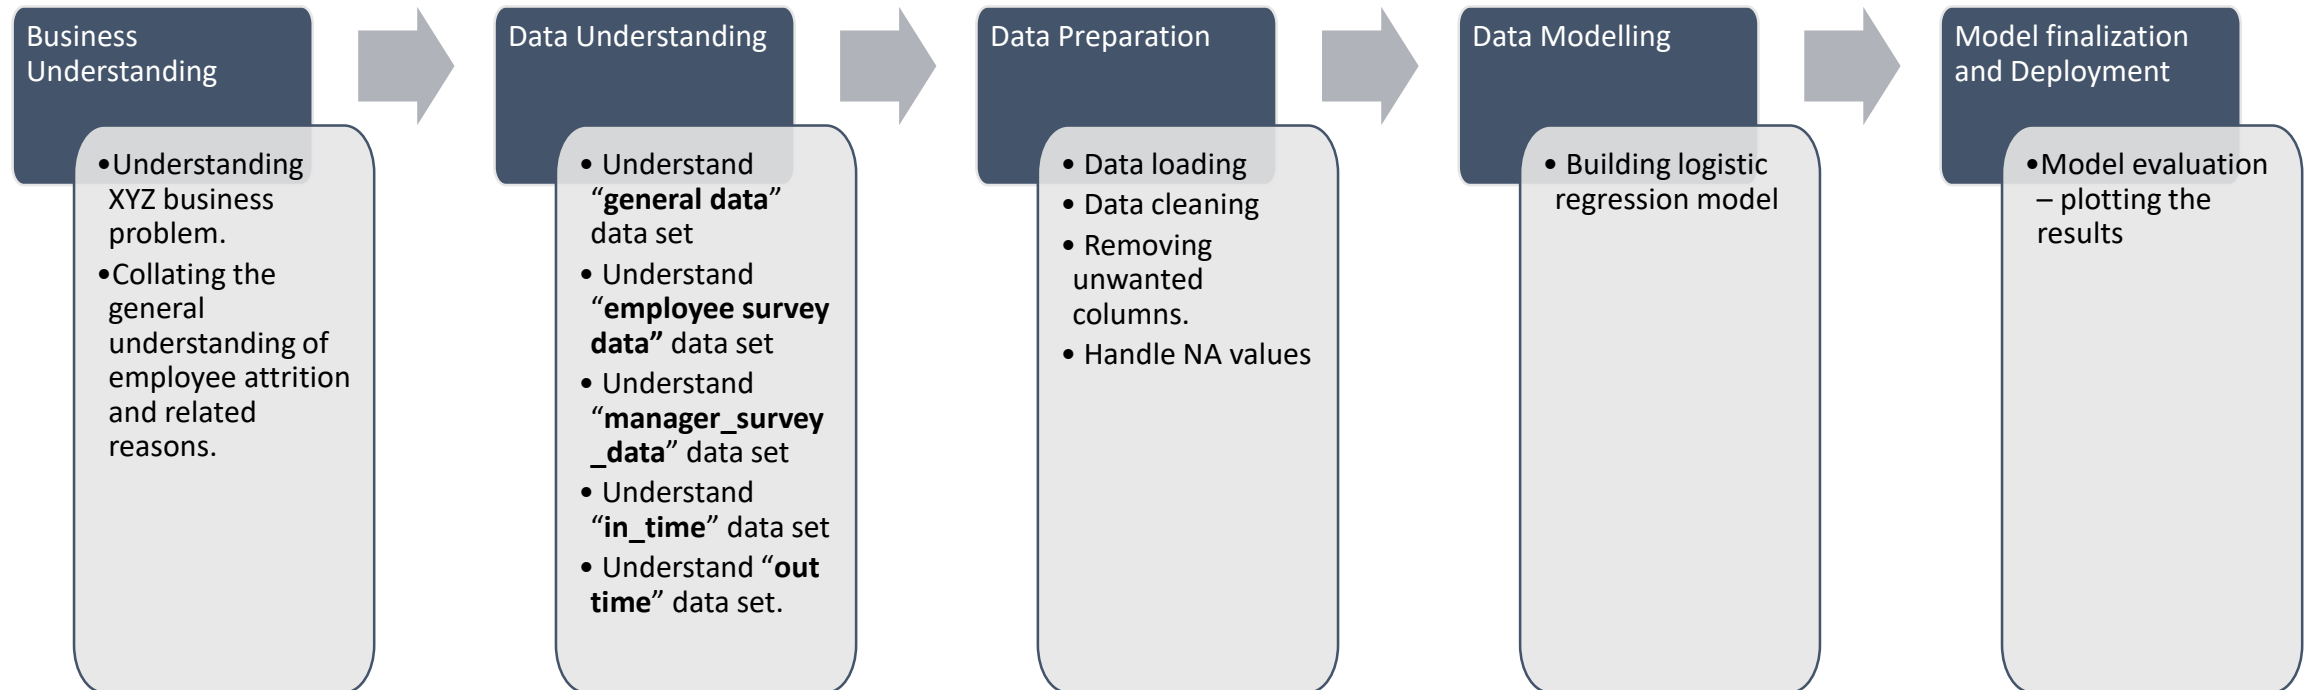 Business
Understanding
•Understanding
XYZ business
problem.
•Collating the
general
understanding of
employee attrition
and related
reasons.
Data Understanding
• Understand
“general data”
data set
• Understand
“employee survey
data” data set
• Understand
“manager_survey
_data” data set
• Understand
“in_time” data set
• Understand “out
time” data set.
Data Preparation
• Data loading
• Data cleaning
• Removing
unwanted
columns.
• Handle NA values
Data Modelling
• Building logistic
regression model
Model finalization
and Deployment
•Model evaluation
– plotting the
results